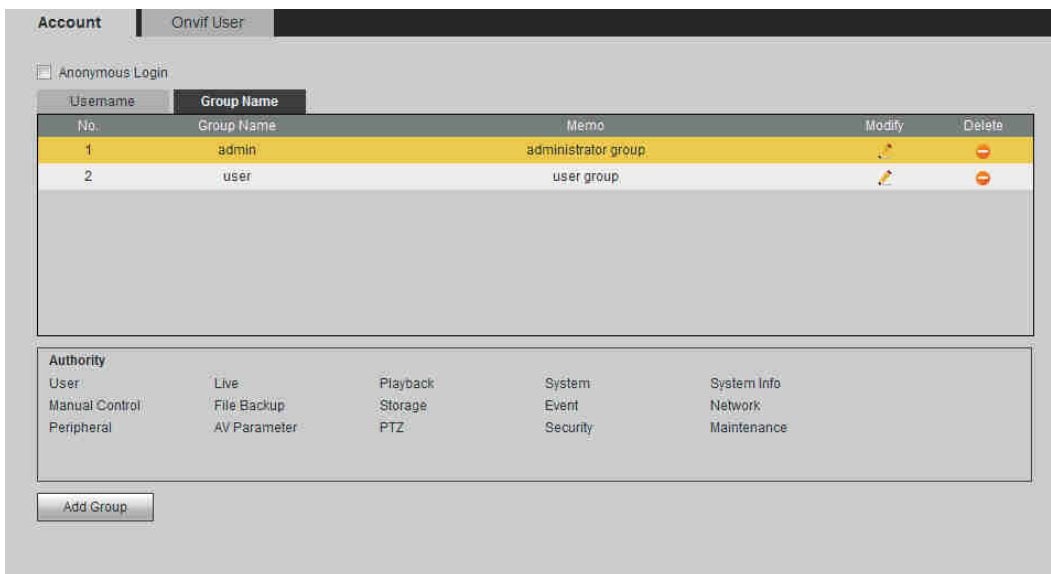 Account Onvif User
Anonymous Login
Username Group Name
No. Group Name Memo Modify Delete
1 admin administrator group
2 user user group
Authority
User Live Playback System System Info
Manual Control File Backup Storage Event Network
Peripheral AV Parameter PTZ Security Maintenance
Add Group